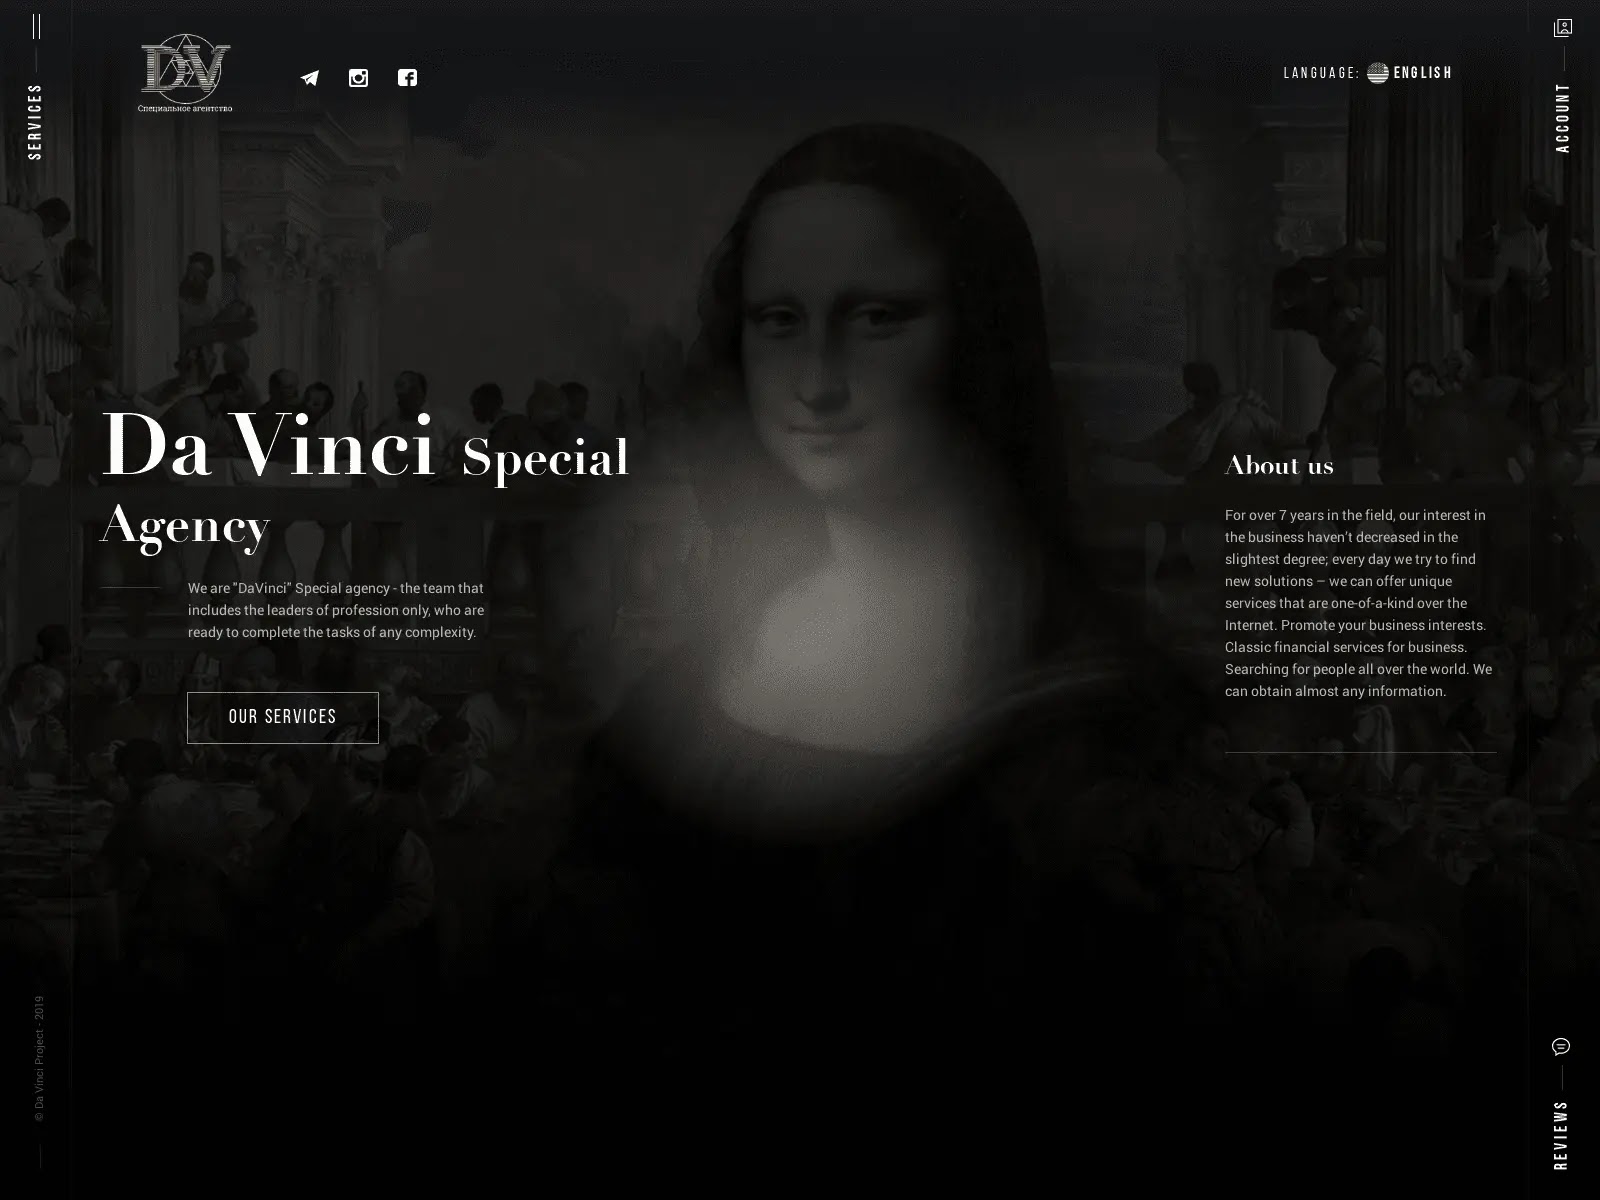 SERVICES
DV
Специальное агентство
LANGUAGE: ENGLISH
ACCOUNT
Da Vinci Special
Agency
We are "DaVinci" Special agency - the team that
includes the leaders of profession only, who are
ready to complete the tasks of any complexity.
OUR SERVICES
About us
For over 7 years in the field, our interest in
the business haven't decreased in the
slightest degree; every day we try to find
new solutions – we can offer unique
services that are one-of-a-kind over the
Internet. Promote your business interests.
Classic financial services for business.
Searching for people all over the world. We
can obtain almost any information.
© Da Vinci Project - 2019
REVIEWS